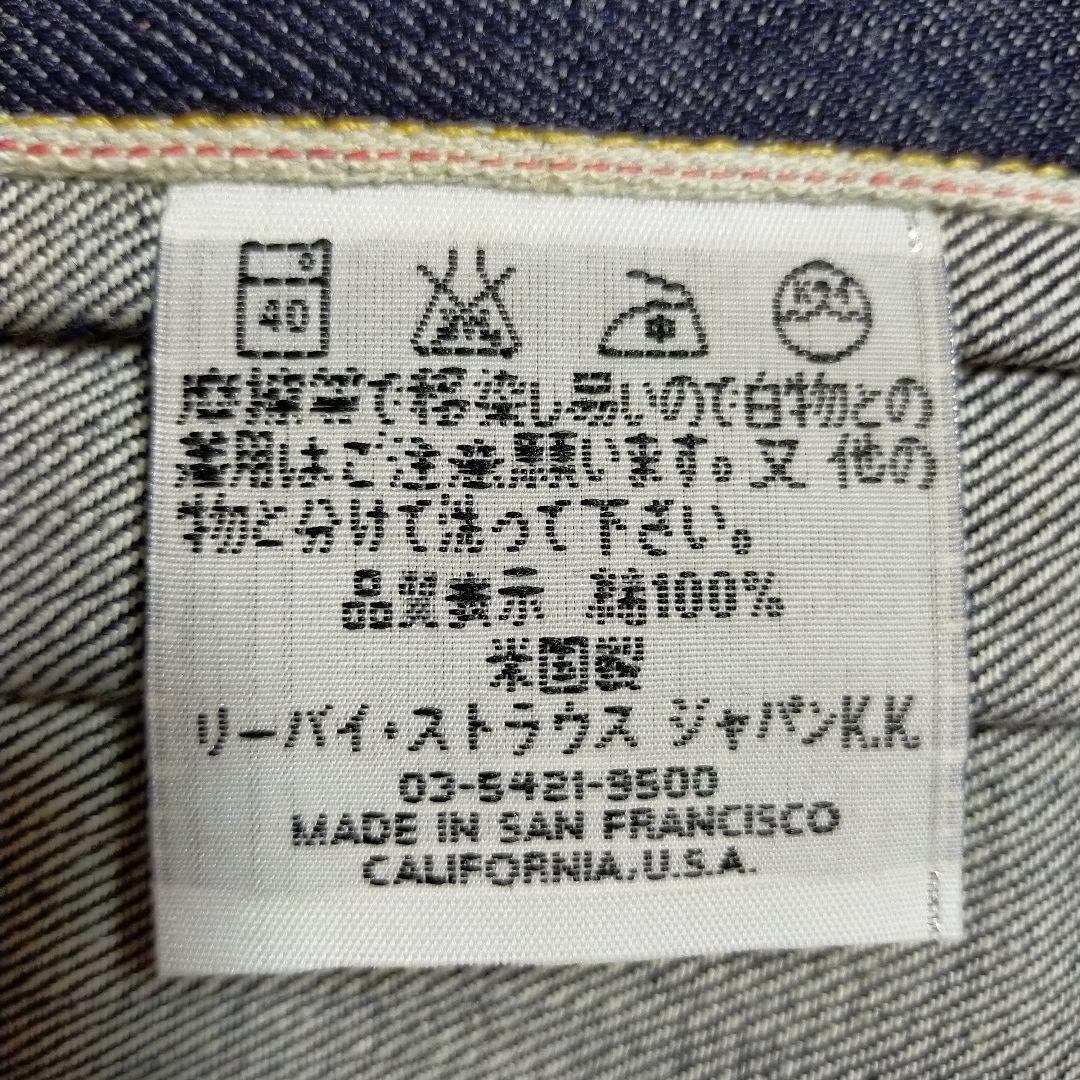 40
摩擦等で移染し易いので白物との
着用はご注意願います。又 他の
物と分けて洗って下さい。
品質表示 綿100%
米国製
リーバイ・ストラウス ジャパンK.K.
03-5421-9500
MADE IN SAN FRANCISCO
CALIFORNIA, U.S.A.